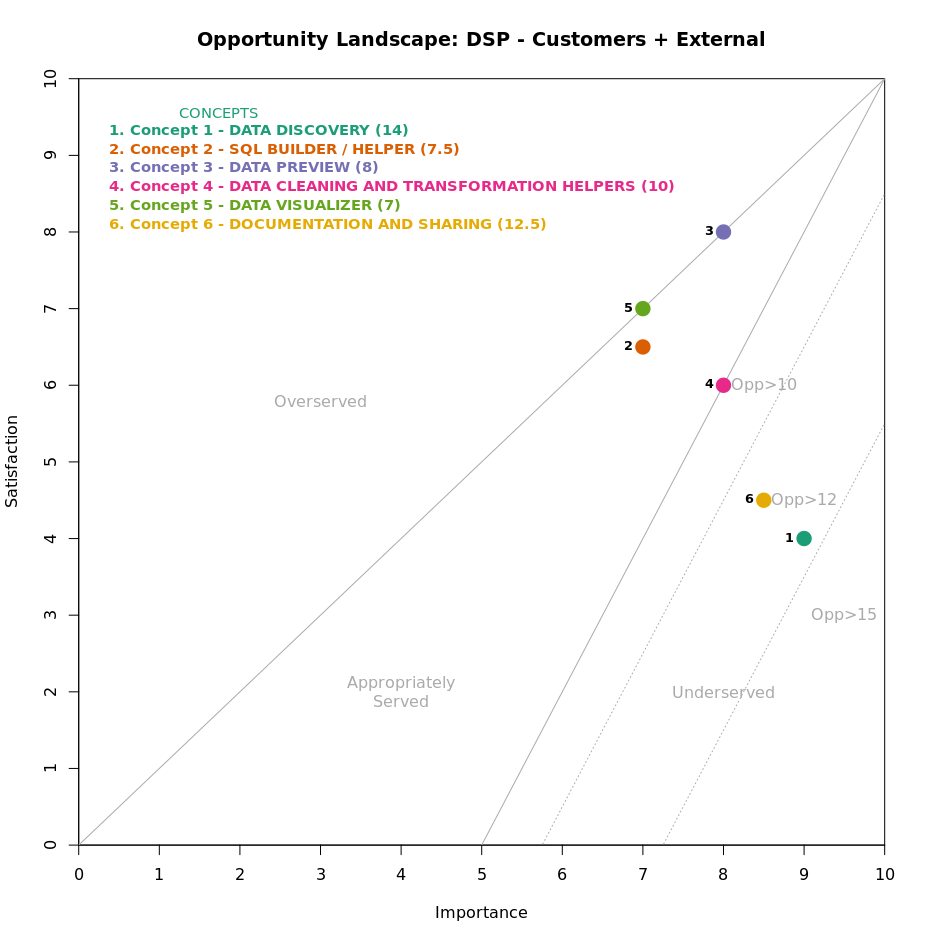 Opportunity Landscape: DSP - Customers + External
CONCEPTS
1. Concept 1 - DATA DISCOVERY (14)
2. Concept 2 - SQL BUILDER / HELPER (7.5)
3. Concept 3 - DATA PREVIEW (8)
4. Concept 4 - DATA CLEANING AND TRANSFORMATION HELPERS (10)
5. Concept 5 - DATA VISUALIZER (7)
6. Concept 6 - DOCUMENTATION AND SHARING (12.5)
10
9
8
7
6
5
4
3
2
1
0
Satisfaction
3
5
2
4
Opp>10
Overserved
6
Opp>12
1
Opp>15
Appropriately
Served
Underserved
0 1 2 3 4 5 6 7 8 9 10
Importance